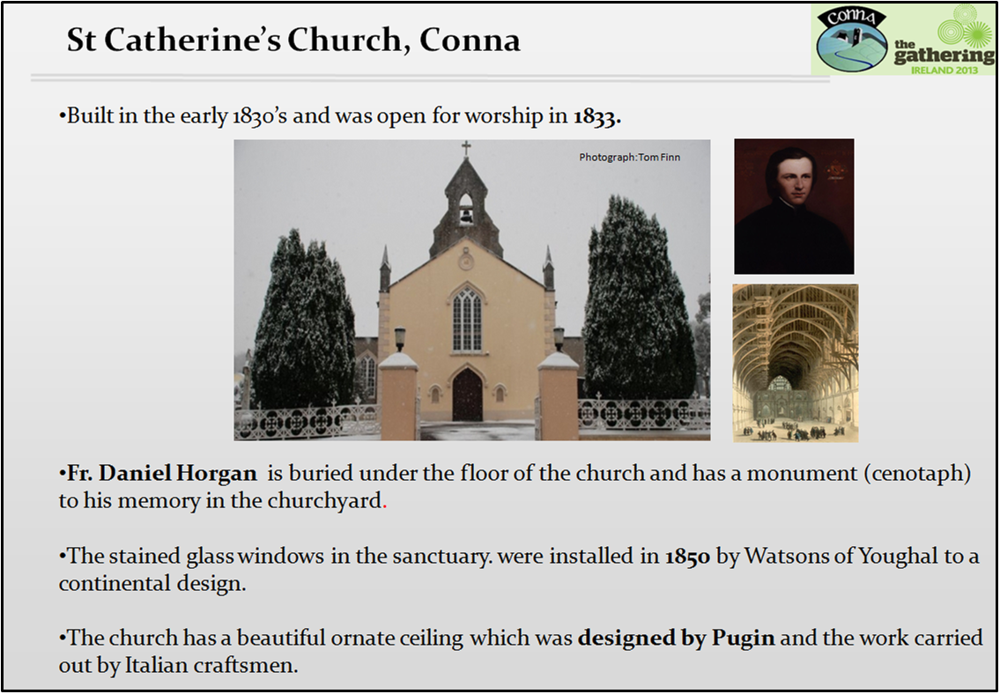 St Catherine’s Church, Conna
conna
the
gathering
IRELAND 2013
•Built in the early 1830’s and was open for worship in 1833.
Photograph:Tom Finn
•Fr. Daniel Horgan is buried under the floor of the church and has a monument (cenotaph)
to his memory in the churchyard.
•The stained glass windows in the sanctuary. were installed in 1850 by Watsons of Youghal to a
continental design.
•The church has a beautiful ornate ceiling which was designed by Pugin and the work carried
out by Italian craftsmen.